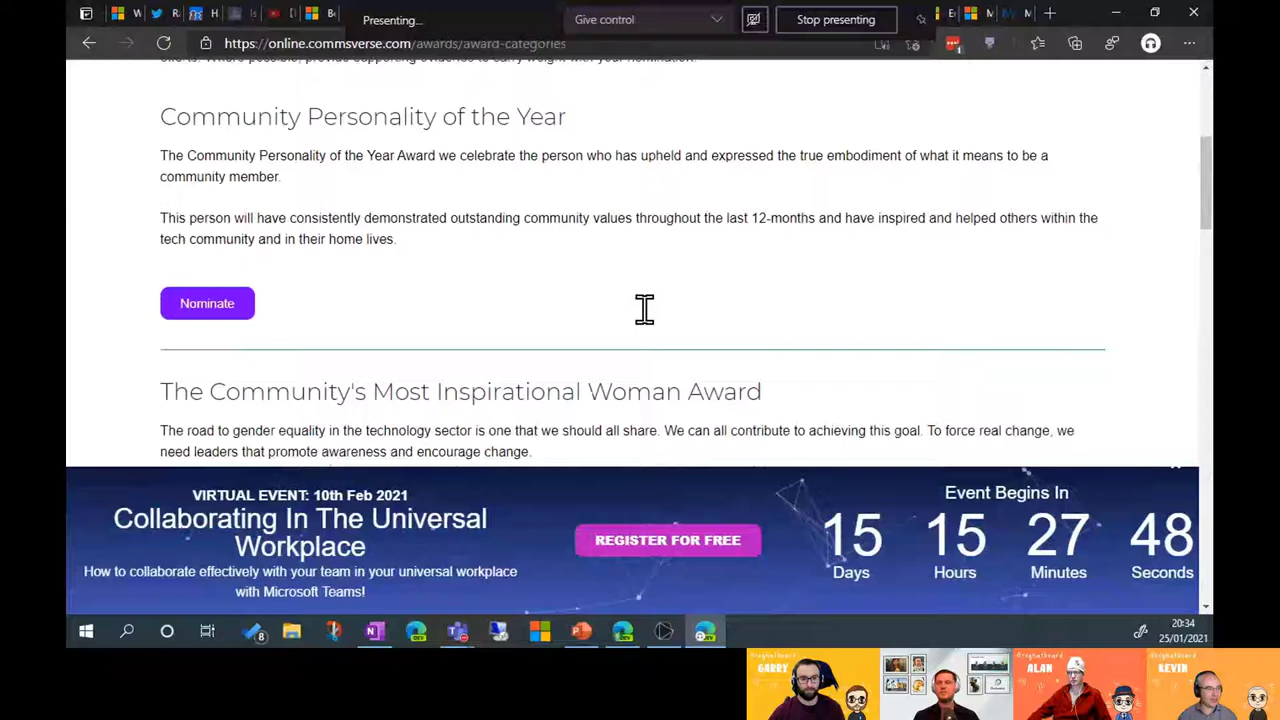 Presenting...
Give control
Stop presenting
https://online.commsverse.com/awards/award-categories
Community Personality of the Year
The Community Personality of the Year Award we celebrate the person who has upheld and expressed the true embodiment of what it means to be a
community member.
This person will have consistently demonstrated outstanding community values throughout the last 12-months and have inspired and helped others within the
tech community and in their home lives.
Nominate
The Community's Most Inspirational Woman Award
The road to gender equality in the technology sector is one that we should all share. We can all contribute to achieving this goal. To force real change, we
need leaders that promote awareness and encourage change.
VIRTUAL EVENT: 10th Feb 2021
Collaborating In The Universal
Workplace
How to collaborate effectively with your team in your universal workplace
with Microsoft Teams!
REGISTER FOR FREE
Event Begins In
15 15 27 48
Days Hours Minutes Seconds
8
20:34
25/01/2021
GARRY
ALAN
KEVIN